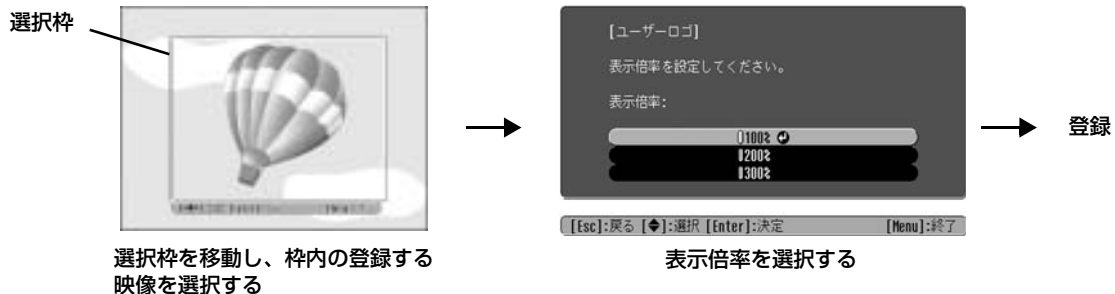 選択枠
[ユーザーロゴ]
表示倍率を設定してください。
表示倍率:
100%
200%
300%
登録
[Esc]:戻る [◆]:選択 [Enter]:決定 [Menu]:終了
選択枠を移動し、枠内の登録する
映像を選択する
表示倍率を選択する